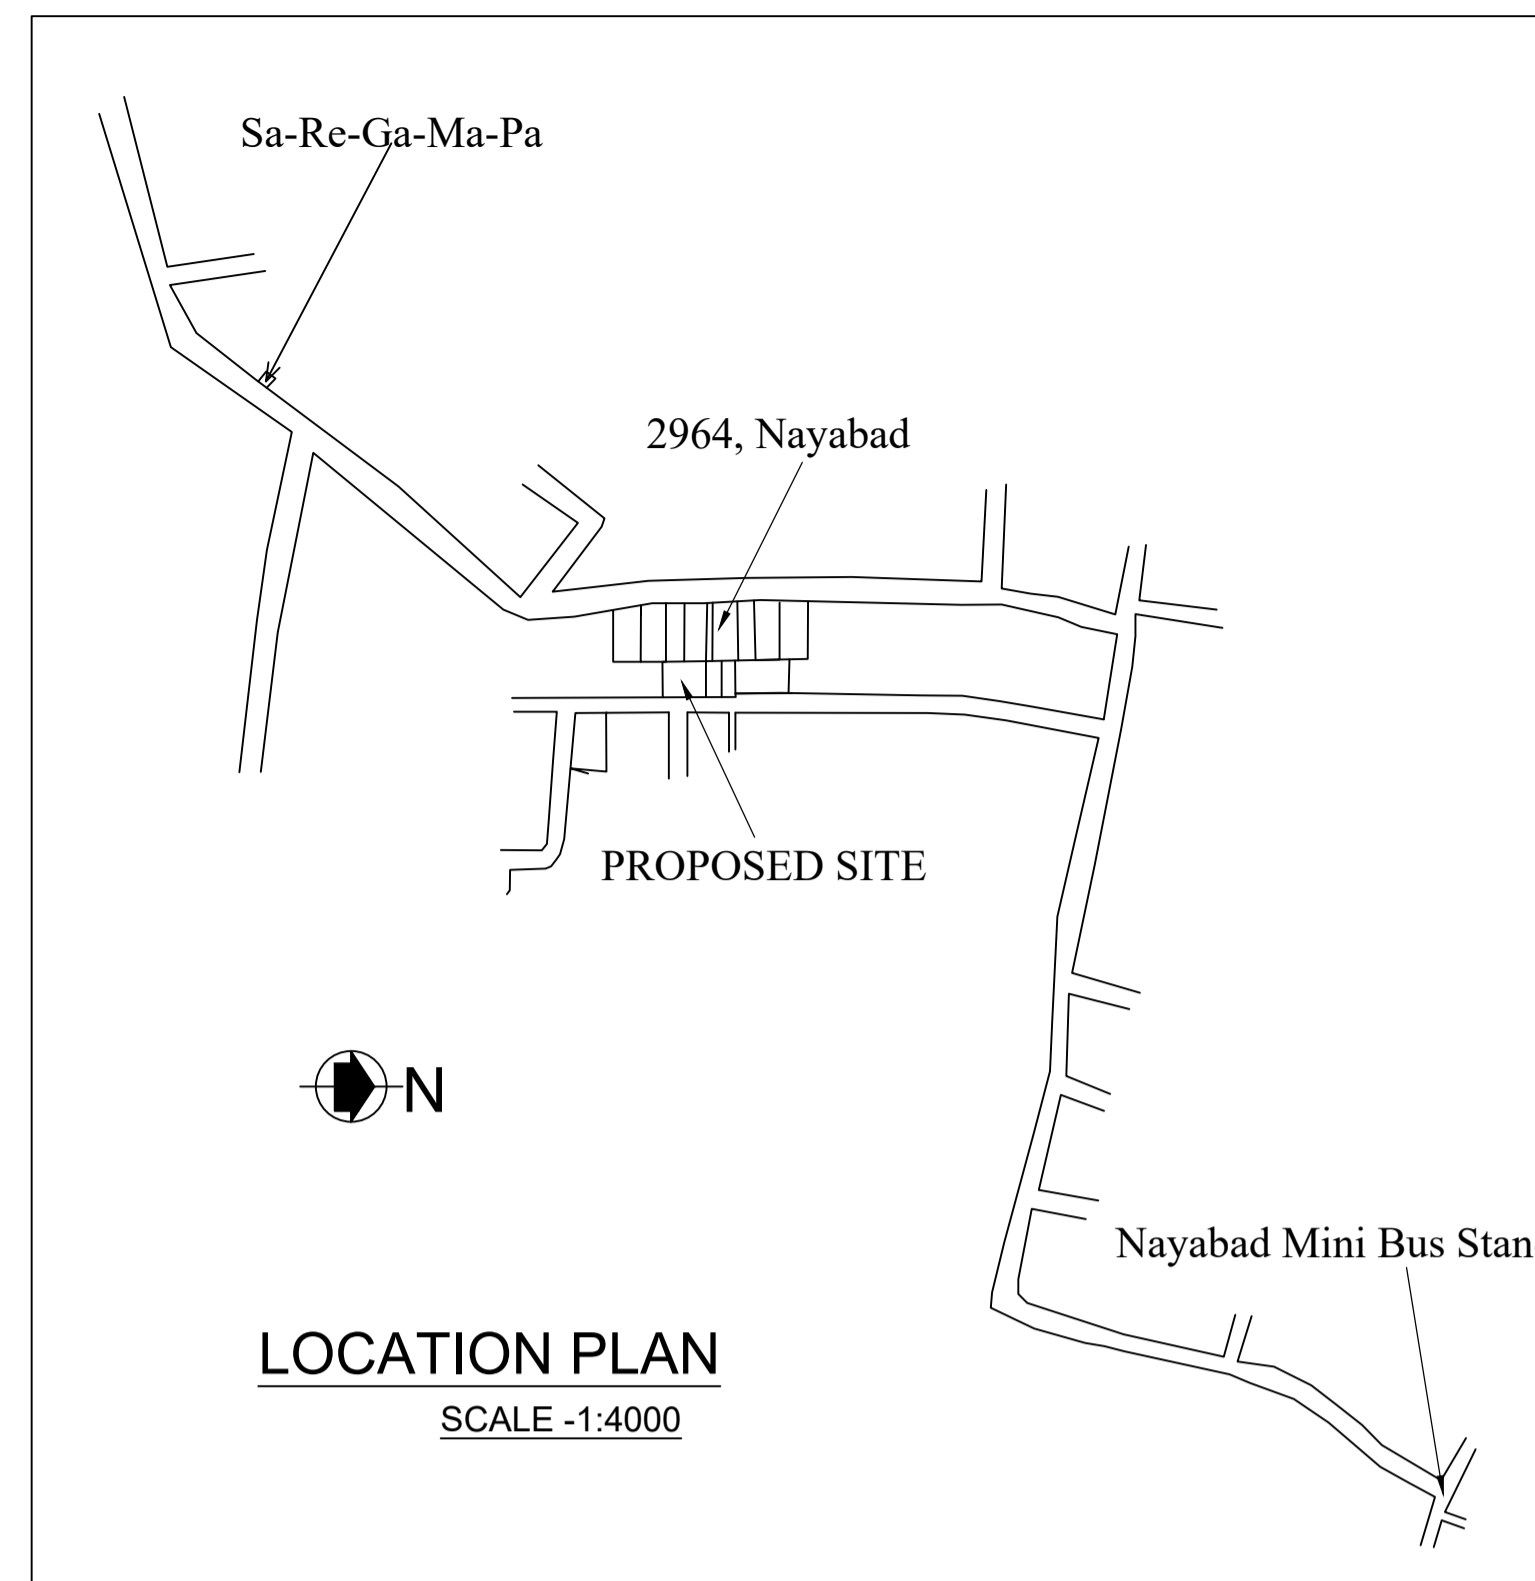 Sa-Re-Ga-Ma-Pa
2964, Nayabad
PROPOSED SITE
N
Nayabad Mini Bus Stan
LOCATION PLAN
SCALE -1:4000